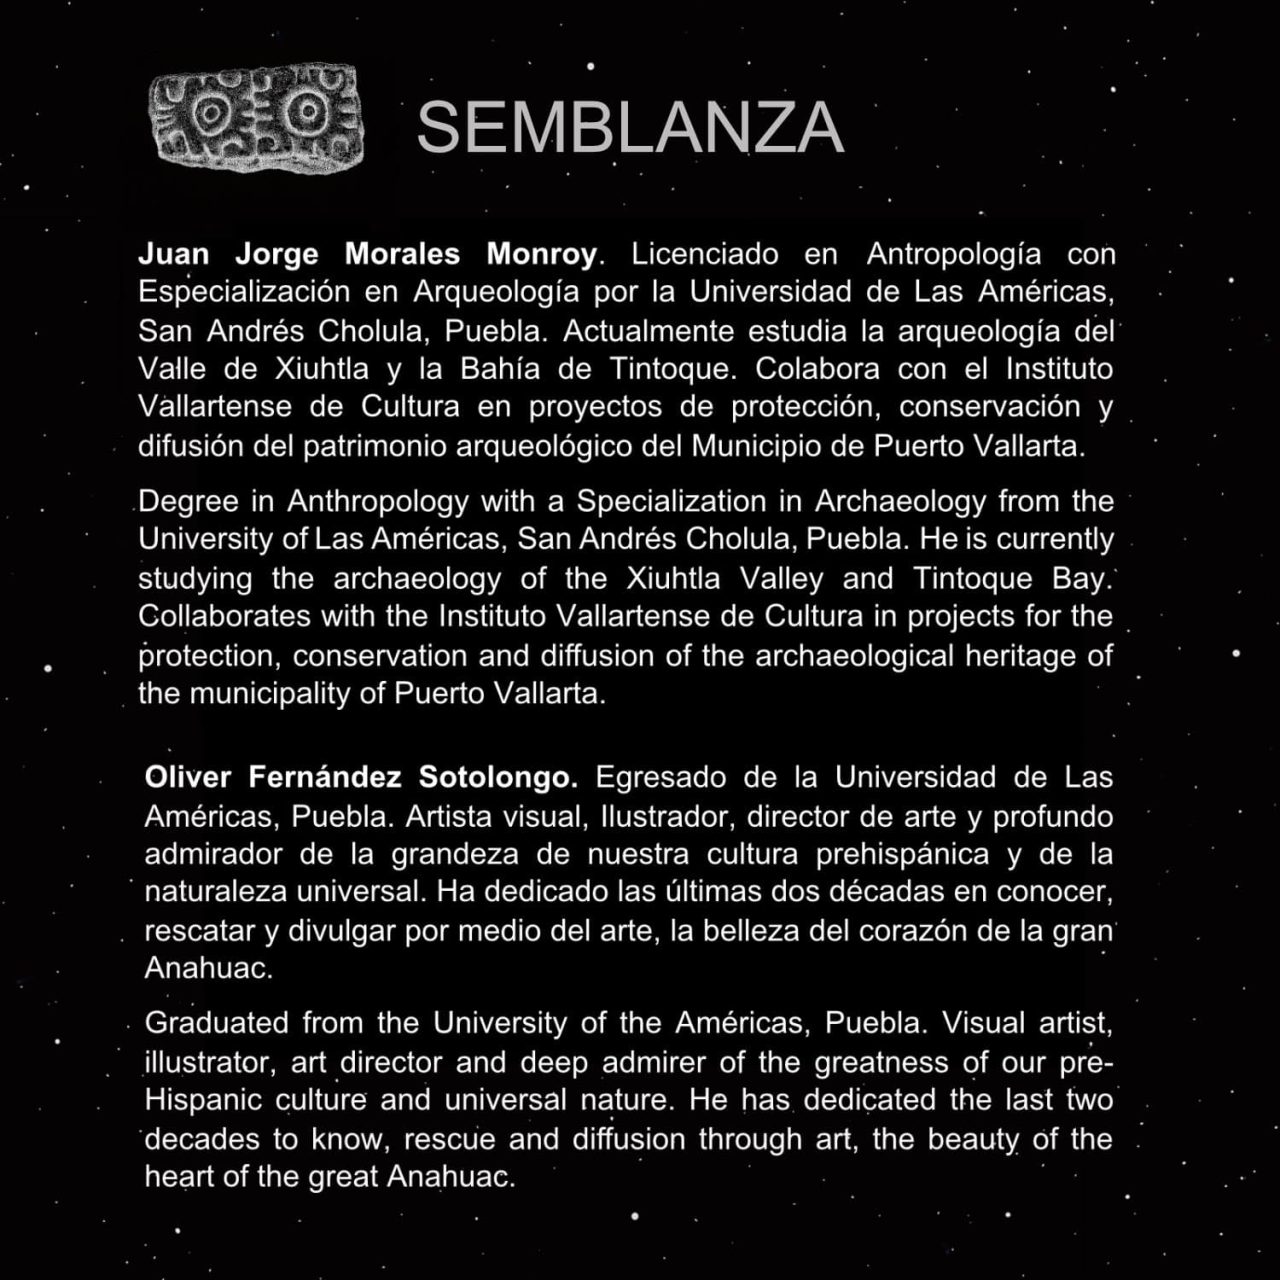 SEMBLANZA
Juan Jorge Morales Monroy. Licenciado en Antropología con
Especialización en Arqueología por la Universidad de Las Américas,
San Andrés Cholula, Puebla. Actualmente estudia la arqueología del
Valle de Xiuhtla y la Bahía de Tintoque. Colabora con el Instituto
Vallartense de Cultura en proyectos de protección, conservación y
difusión del patrimonio arqueológico del Municipio de Puerto Vallarta.
Degree in Anthropology with a Specialization in Archaeology from the
University of Las Américas, San Andrés Cholula, Puebla. He is currently
studying the archaeology of the Xiuhtla Valley and Tintoque Bay.
Collaborates with the Instituto Vallartense de Cultura in projects for the
protection, conservation and diffusion of the archaeological heritage of
the municipality of Puerto Vallarta.
Oliver Fernández Sotolongo. Egresado de la Universidad de Las
Américas, Puebla. Artista visual, Ilustrador, director de arte y profundo
admirador de la grandeza de nuestra cultura prehispánica y de la
naturaleza universal. Ha dedicado las últimas dos décadas en conocer,
rescatar y divulgar por medio del arte, la belleza del corazón de la gran
Anahuac.
Graduated from the University of the Américas, Puebla. Visual artist,
illustrator, art director and deep admirer of the greatness of our pre-
Hispanic culture and universal nature. He has dedicated the last two
decades to know, rescue and diffusion through art, the beauty of the
heart of the great Anahuac.